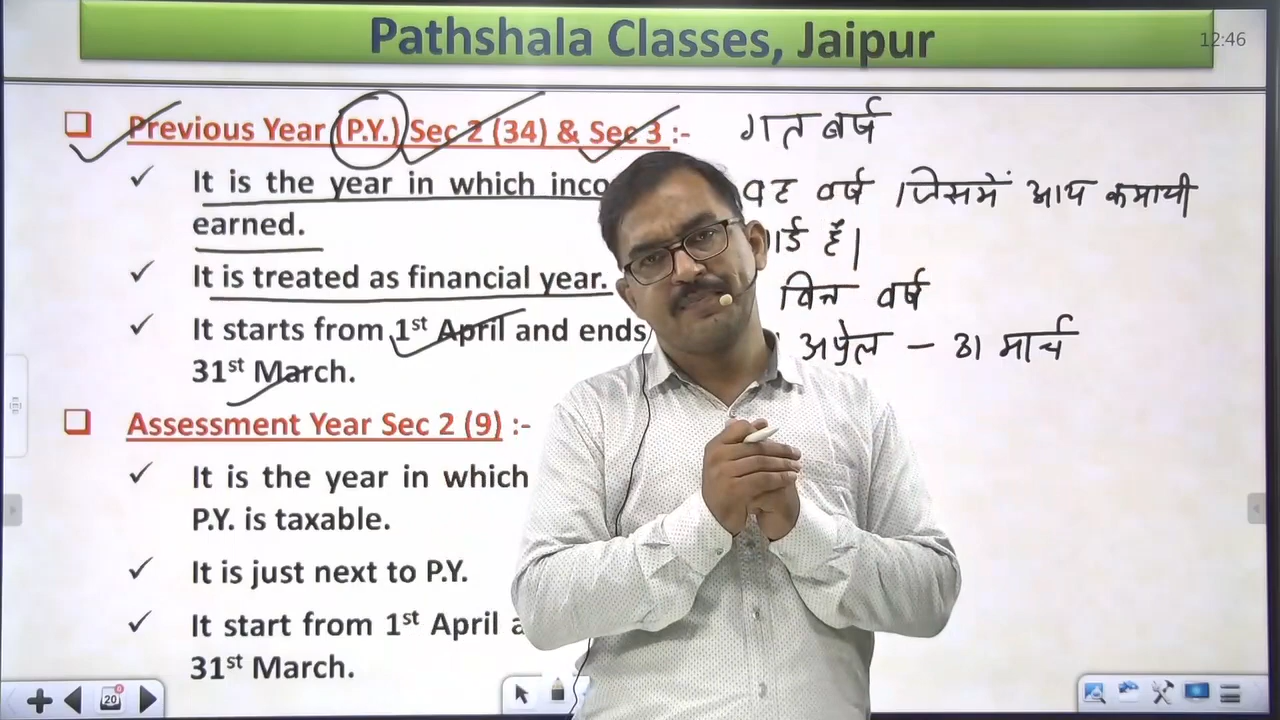 Pathshala Classes, Jaipur
12:46
Previous Year (P.Y.) Sec 2 (34) & Sec 3 :- गत बर्ष
It is the year in which वह वर्ष जिसमें आय कमायी
earned. है।
It is treated as financial year. वित्त वर्ष
It starts from 1st April and ends अप्रेल – 31 मार्च
31st March.
Assessment Year Sec 2 (9) :-
It is the year in which
P.Y. is taxable.
It is just next to P.Y.
It start from 1st April
31st March.
20